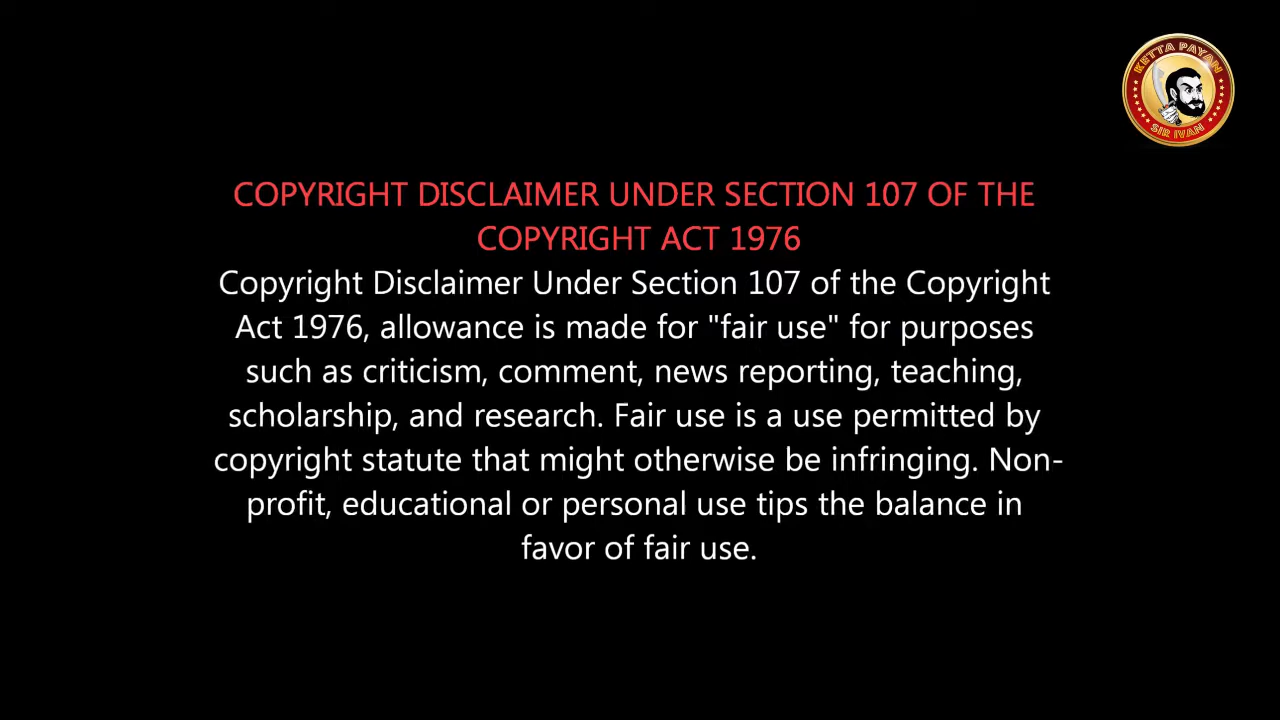 KETTA PAYAN
SIR IVAN
COPYRIGHT DISCLAIMER UNDER SECTION 107 OF THE
COPYRIGHT ACT 1976
Copyright Disclaimer Under Section 107 of the Copyright
Act 1976, allowance is made for "fair use" for purposes
such as criticism, comment, news reporting, teaching,
scholarship, and research. Fair use is a use permitted by
copyright statute that might otherwise be infringing. Non-
profit, educational or personal use tips the balance in
favor of fair use.